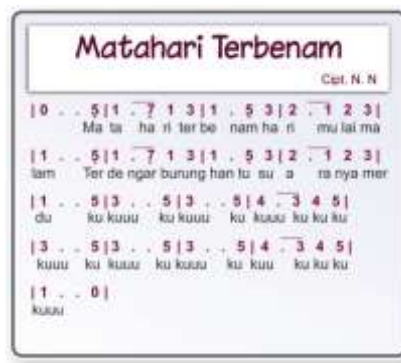 Matahari Terbenam
Cipt. N. N
|0 . . 5|1 . 7 1 3|1 . 5 3|2 . 1 2 3|
Ma ta ha ri ter be nam ha ri mu lai ma
|1 . . 5|1 . 7 1 3|1 . 5 3|2 . 1 2 3|
lam Ter de ngar burung han tu su a ra nya mer
|1 . . 5|3 . . 5|3 . . 5|4 . 3 4 5|
du ku kuuu ku kuuu ku kuuu ku ku ku
|3 . . 5|3 . . 5|3 . . 5|4 . 3 4 5|
kuuu ku kuuu ku kuuu ku kuu ku ku ku
|1 . . 0|
kuuu